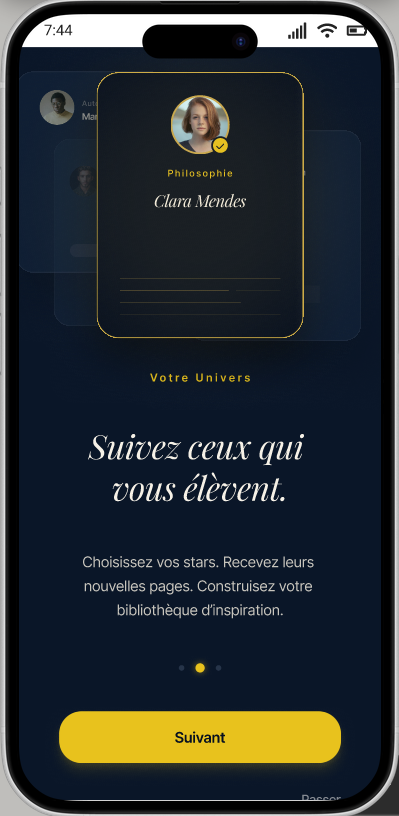 7:44
Philosophie
Clara Mendes
Votre Univers
Suivez ceux qui
vous élèvent.
Choisissez vos stars. Recevez leurs
nouvelles pages. Construisez votre
bibliothèque d'inspiration.
Suivant
Passer